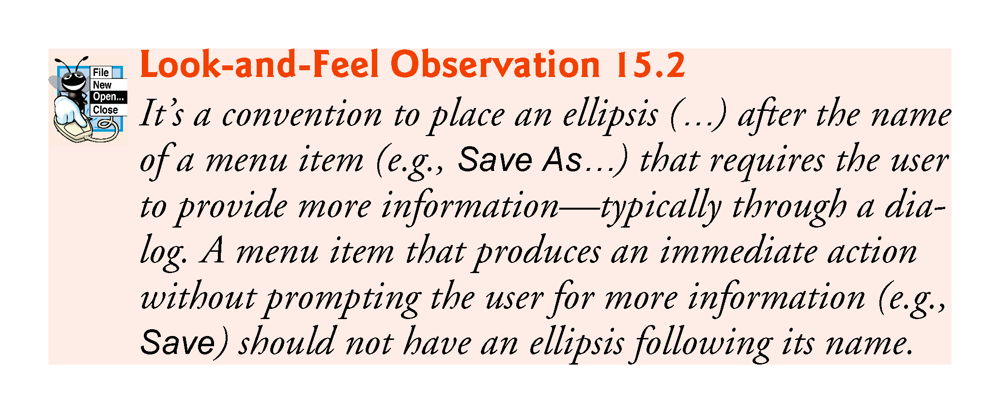 Look-and-Feel Observation 15.2
File
New
Open...
Close
It’s a convention to place an ellipsis (…) after the name
of a menu item (e.g., Save As…) that requires the user
to provide more information—typically through a dia-
log. A menu item that produces an immediate action
without prompting the user for more information (e.g.,
Save) should not have an ellipsis following its name.